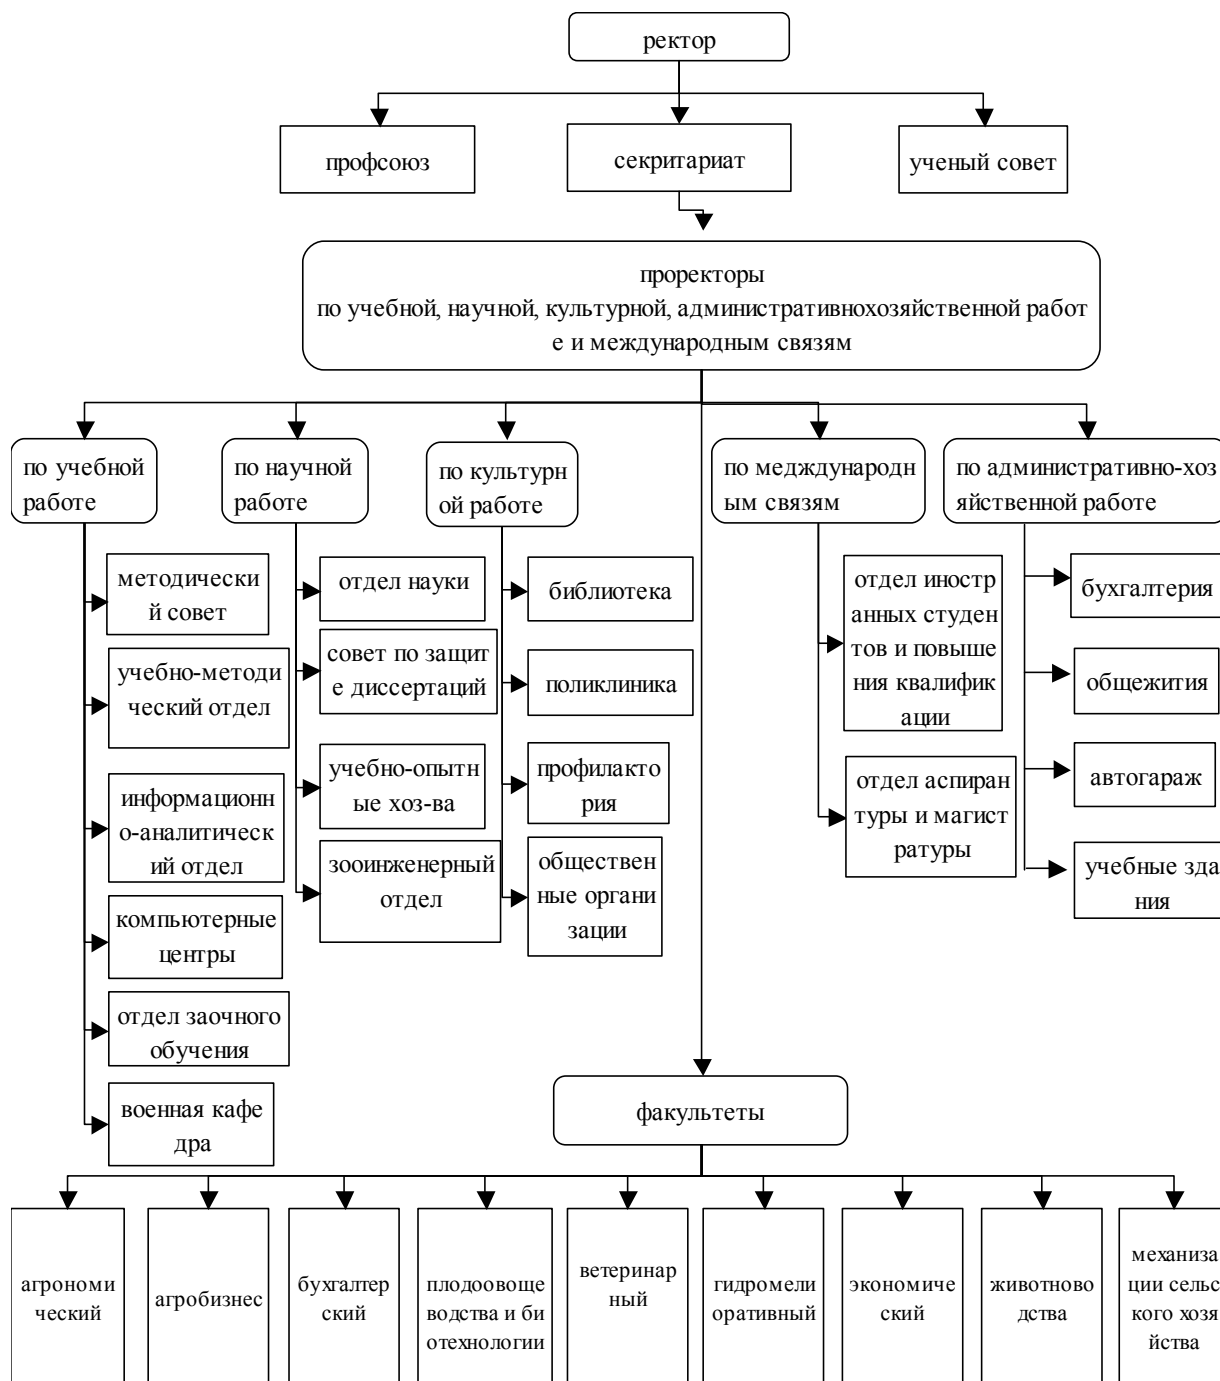 ректор
профсоюз
секритариат
ученый совет
проректоры
по учебной, научной, культурной, административнохозяйственной работ
е и международным связям
по учебной
работе
по научной
работе
по культурн
ой работе
по медждународн
ым связям
по административно-хоз
яйственной работе
методически
й совет
учебно-методи
ческий отдел
информационн
о-аналитическ
ий отдел
компьютерные
центры
отдел заочного
обучения
военная кафе
дра
отдел науки
совет по защит
е диссертаций
учебно-опытн
ые хоз-ва
зооинженерный
отдел
библиотека
поликлиника
профилакто
рия
обществен
ные органи
зации
отдел иностр
анных студен
тов и повыше
ния квалифик
ации
отдел аспиран
туры и магист
ратуры
бухгалтерия
общежития
автогараж
учебные зда
ния
факультеты
агрономи
ческий
агробизнес
бухгалтер
ский
плодоовоще
водства и би
отехнологии
ветеринар
ный
гидромели
оративный
экономиче
ский
животново
дства
механиза
ции сельс
кого хозя
йства